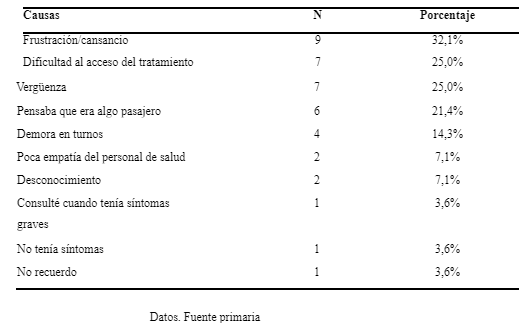 Causas N Porcentaje
Frustración/cansancio 9 32,1%
Dificultad al acceso del tratamiento 7 25,0%
Vergüenza 7 25,0%
Pensaba que era algo pasajero 6 21,4%
Demora en turnos 4 14,3%
Poca empatía del personal de salud 2 7,1%
Desconocimiento 2 7,1%
Consulté cuando tenía síntomas 1 3,6%
graves
No tenía síntomas 1 3,6%
No recuerdo 1 3,6%
Datos. Fuente primaria